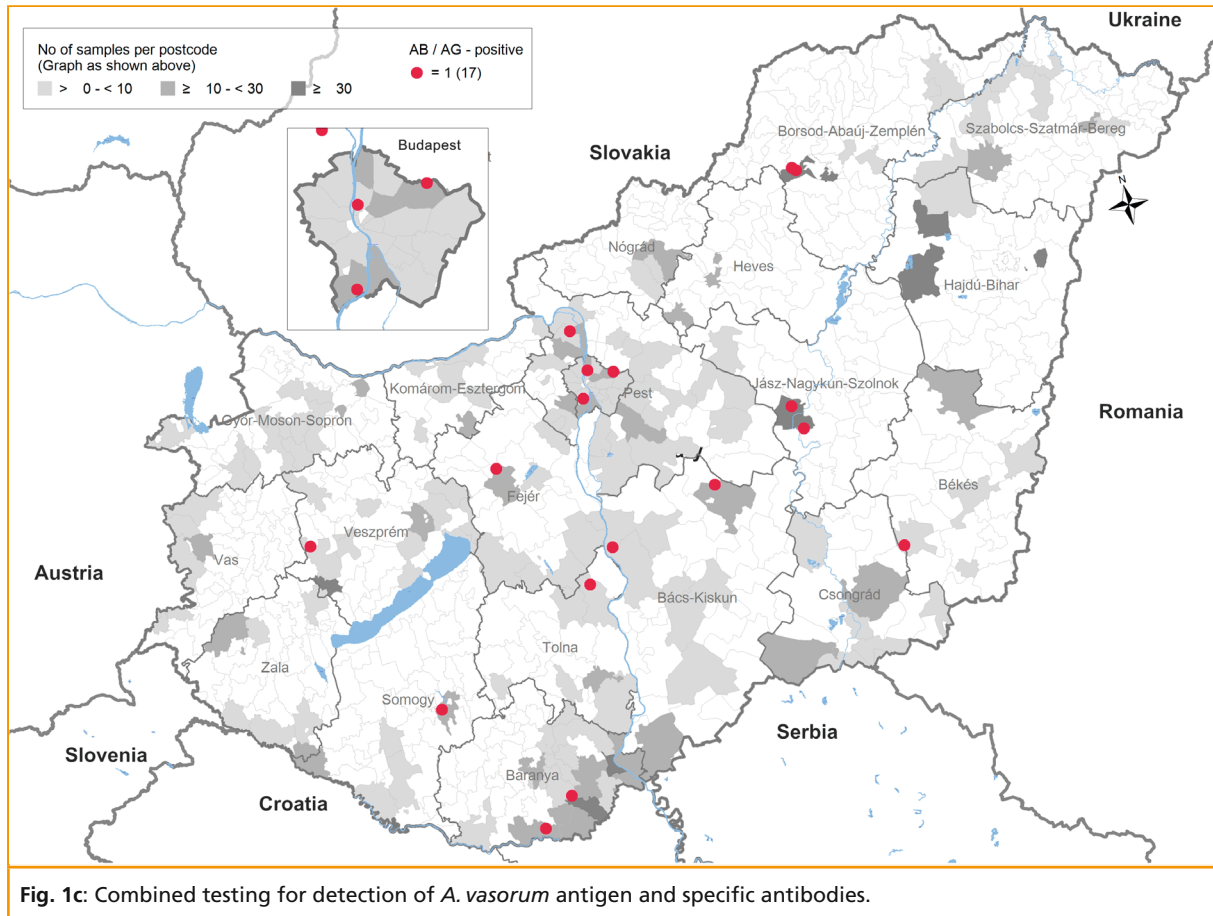 Ukraine
No of samples per postcode
(Graph as shown above)
> 0 - < 10
≥ 10 - < 30
≥ 30
AB / AG - positive
= 1 (17)
Budapest
Borsod-Abaúj-Zemplén
Szabolcs-Szatmár-Bereg
Slovakia
N
Nógrád
Heves
Hajdú-Bihar
Komárom-Esztergom
Pest
Jász-Nagykun-Szolnok
Győr-Moson-Sopron
Romania
Fejér
Békés
Veszprém
Vas
Austria
Bács-Kiskun
Csongrád
Tolna
Zala
Somogy
Serbia
Slovenia
Baranya
Croatia
Fig. 1c: Combined testing for detection of A. vasorum antigen and specific antibodies.